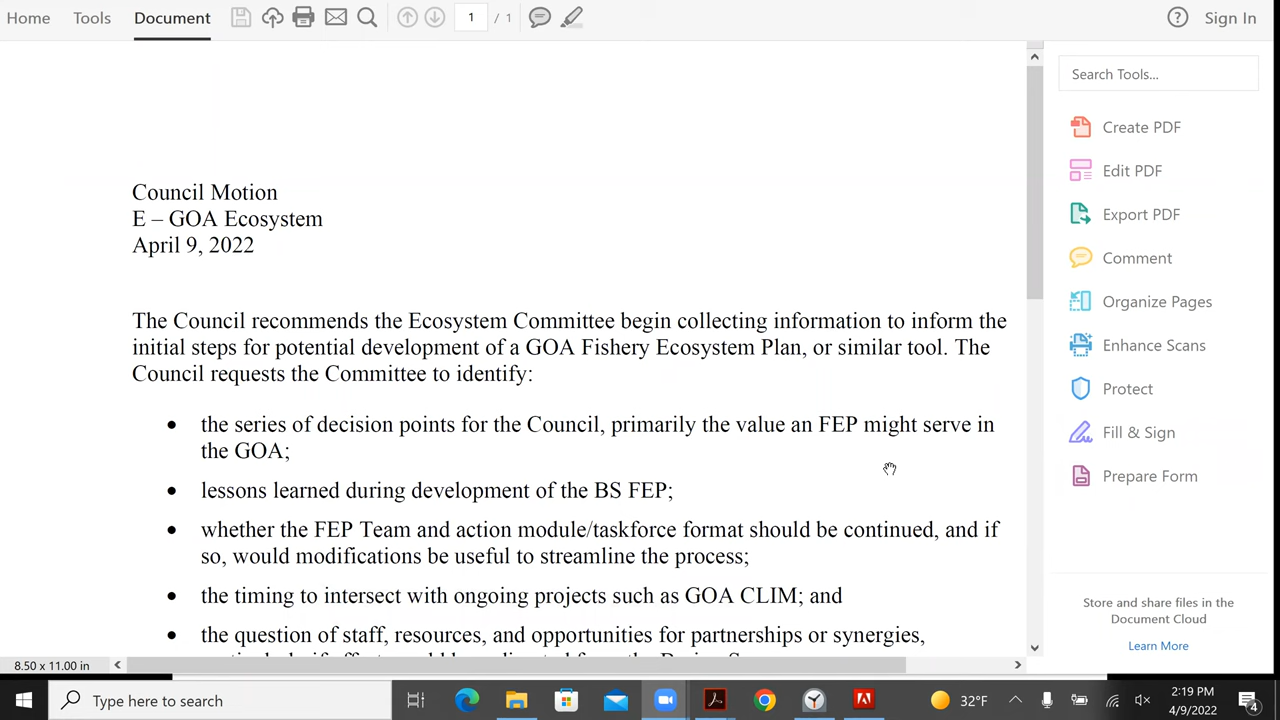 Home Tools Document 1 / 1 Sign In
Search Tools...
Create PDF
Edit PDF
Export PDF
Comment
Organize Pages
Enhance Scans
Protect
Fill & Sign
Prepare Form
Store and share files in the
Document Cloud
Learn More
Council Motion
E – GOA Ecosystem
April 9, 2022
The Council recommends the Ecosystem Committee begin collecting information to inform the
initial steps for potential development of a GOA Fishery Ecosystem Plan, or similar tool. The
Council requests the Committee to identify:
• the series of decision points for the Council, primarily the value an FEP might serve in
the GOA;
• lessons learned during development of the BS FEP;
• whether the FEP Team and action module/taskforce format should be continued, and if
so, would modifications be useful to streamline the process;
• the timing to intersect with ongoing projects such as GOA CLIM; and
• the question of staff, resources, and opportunities for partnerships or synergies,
8.50 x 11.00 in
Type here to search
32°F
2:19 PM
4/9/2022
4